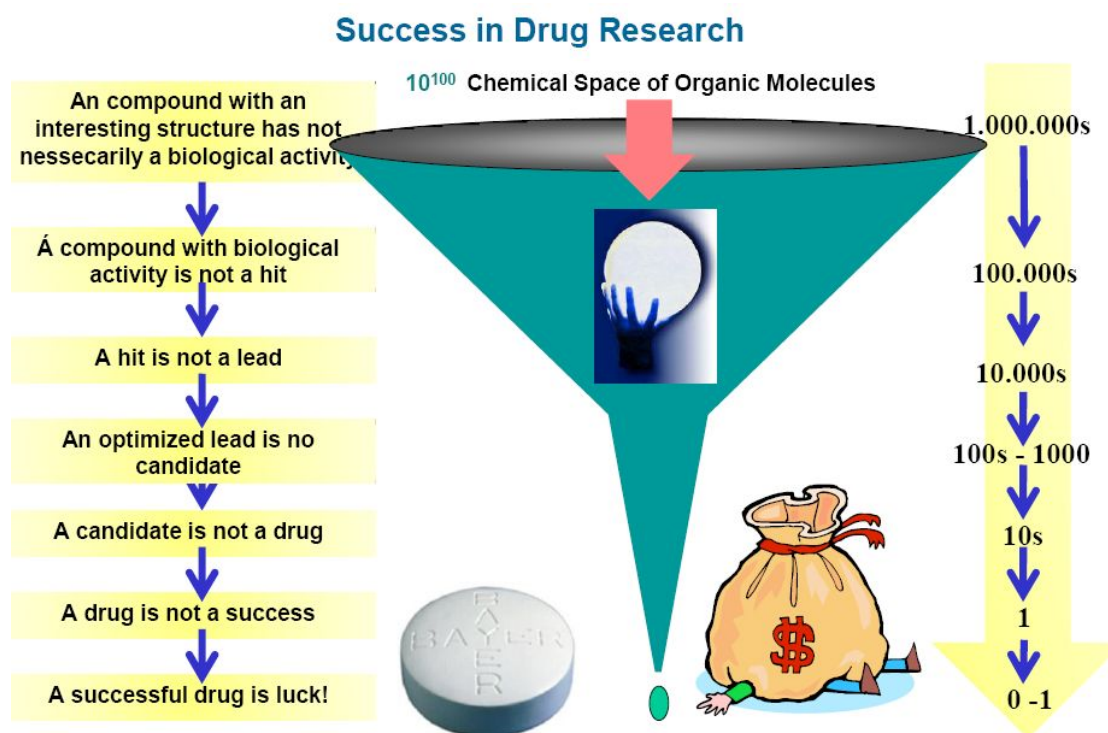 Success in Drug Research
10¹⁰⁰ Chemical Space of Organic Molecules
An compound with an
interesting structure has not
nessecarily a biological activity
Á compound with biological
activity is not a hit
A hit is not a lead
An optimized lead is no
candidate
A candidate is not a drug
A drug is not a success
A successful drug is luck!
BAYER
BAYER
$
1.000.000s
100.000s
10.000s
100s - 1000
10s
1
0 -1